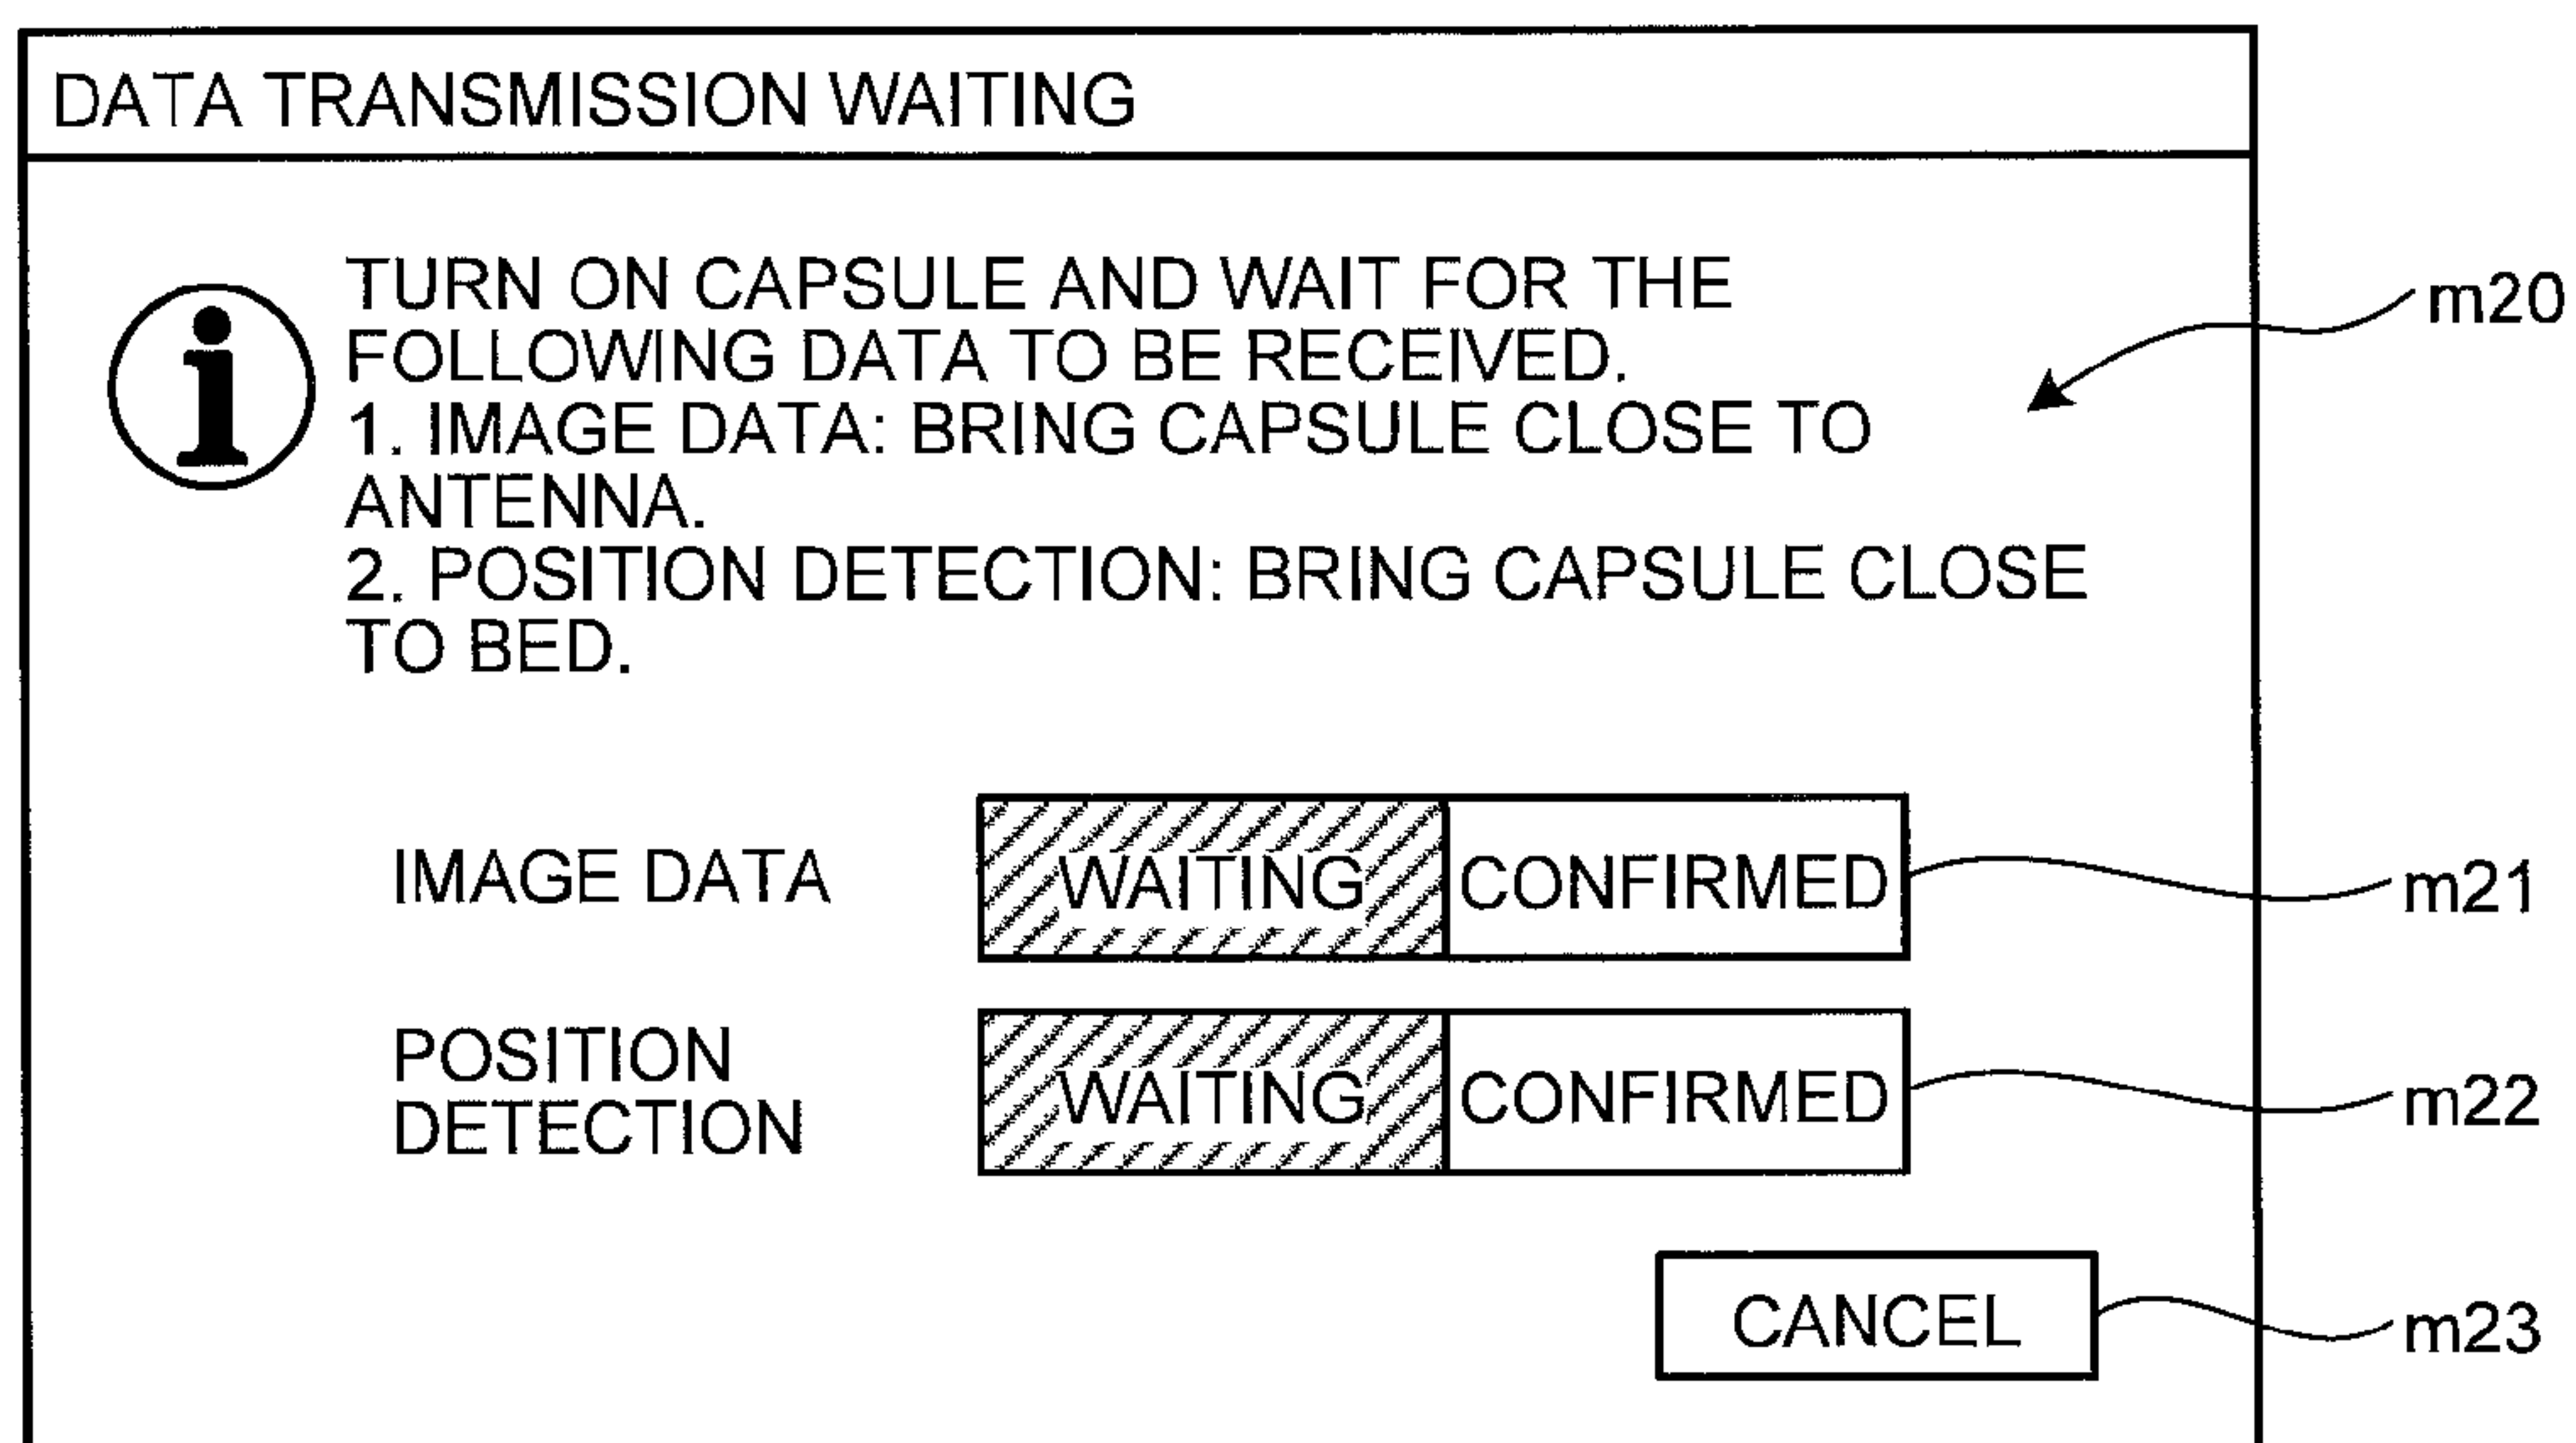 DATA TRANSMISSION WAITING
i
TURN ON CAPSULE AND WAIT FOR THE
FOLLOWING DATA TO BE RECEIVED.
1. IMAGE DATA: BRING CAPSULE CLOSE TO
ANTENNA.
2. POSITION DETECTION: BRING CAPSULE CLOSE
TO BED.
m20
IMAGE DATA WAITING CONFIRMED m21
POSITION
DETECTION WAITING CONFIRMED m22
CANCEL m23